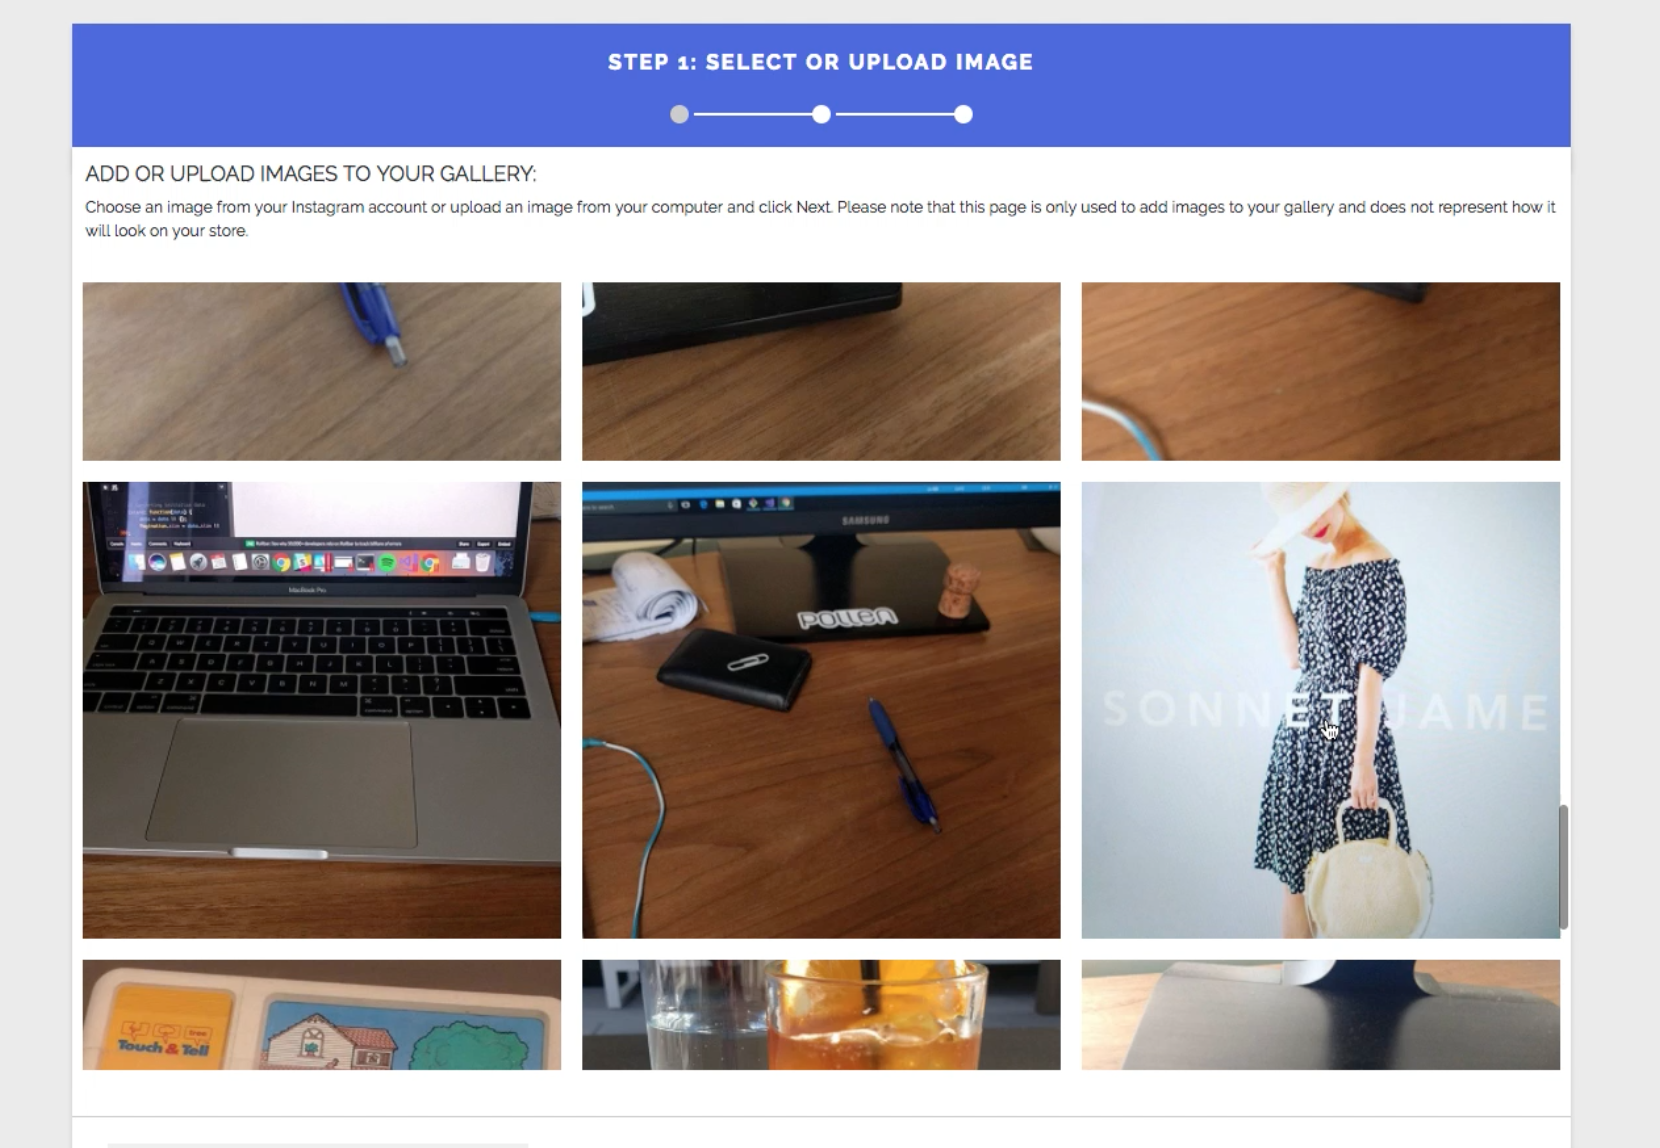 STEP 1: SELECT OR UPLOAD IMAGE
ADD OR UPLOAD IMAGES TO YOUR GALLERY:
Choose an image from your Instagram account or upload an image from your computer and click Next. Please note that this page is only used to add images to your gallery and does not represent how it
will look on your store.
MacBook Pro
SAMSUNG
POLLEN
SONNET JAME
tree
Touch & Tell